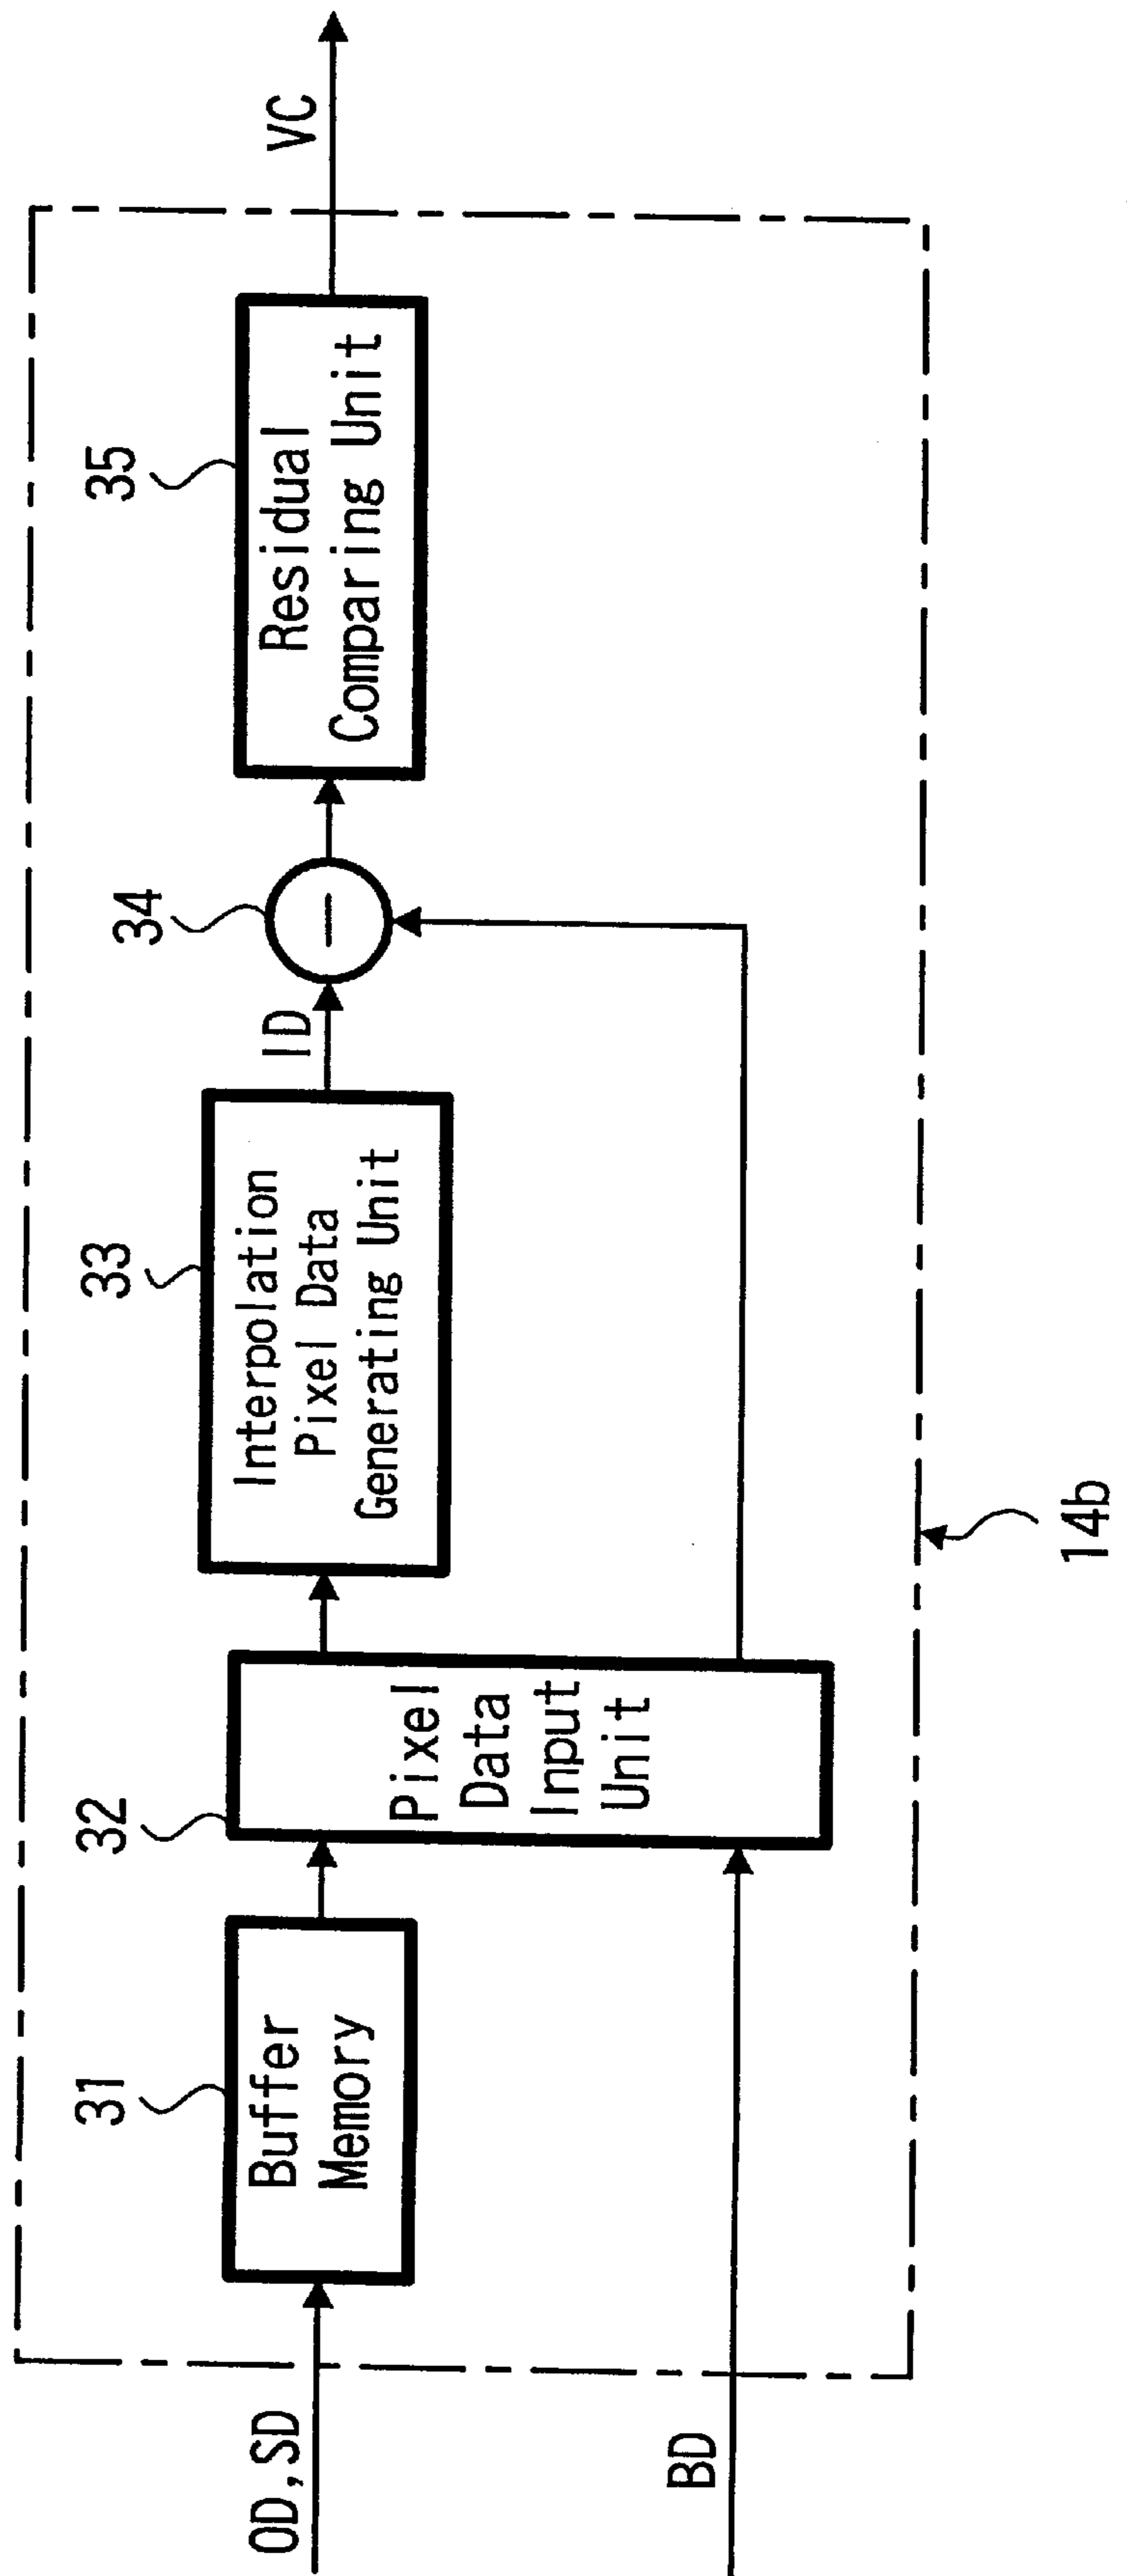 OD,SD
BD
31
Buffer
Memory
32
Pixel
Data
Input
Unit
33
Interpolation
Pixel Data
Generating Unit
ID
34
—
35
Residual
Comparing Unit
VC
14b